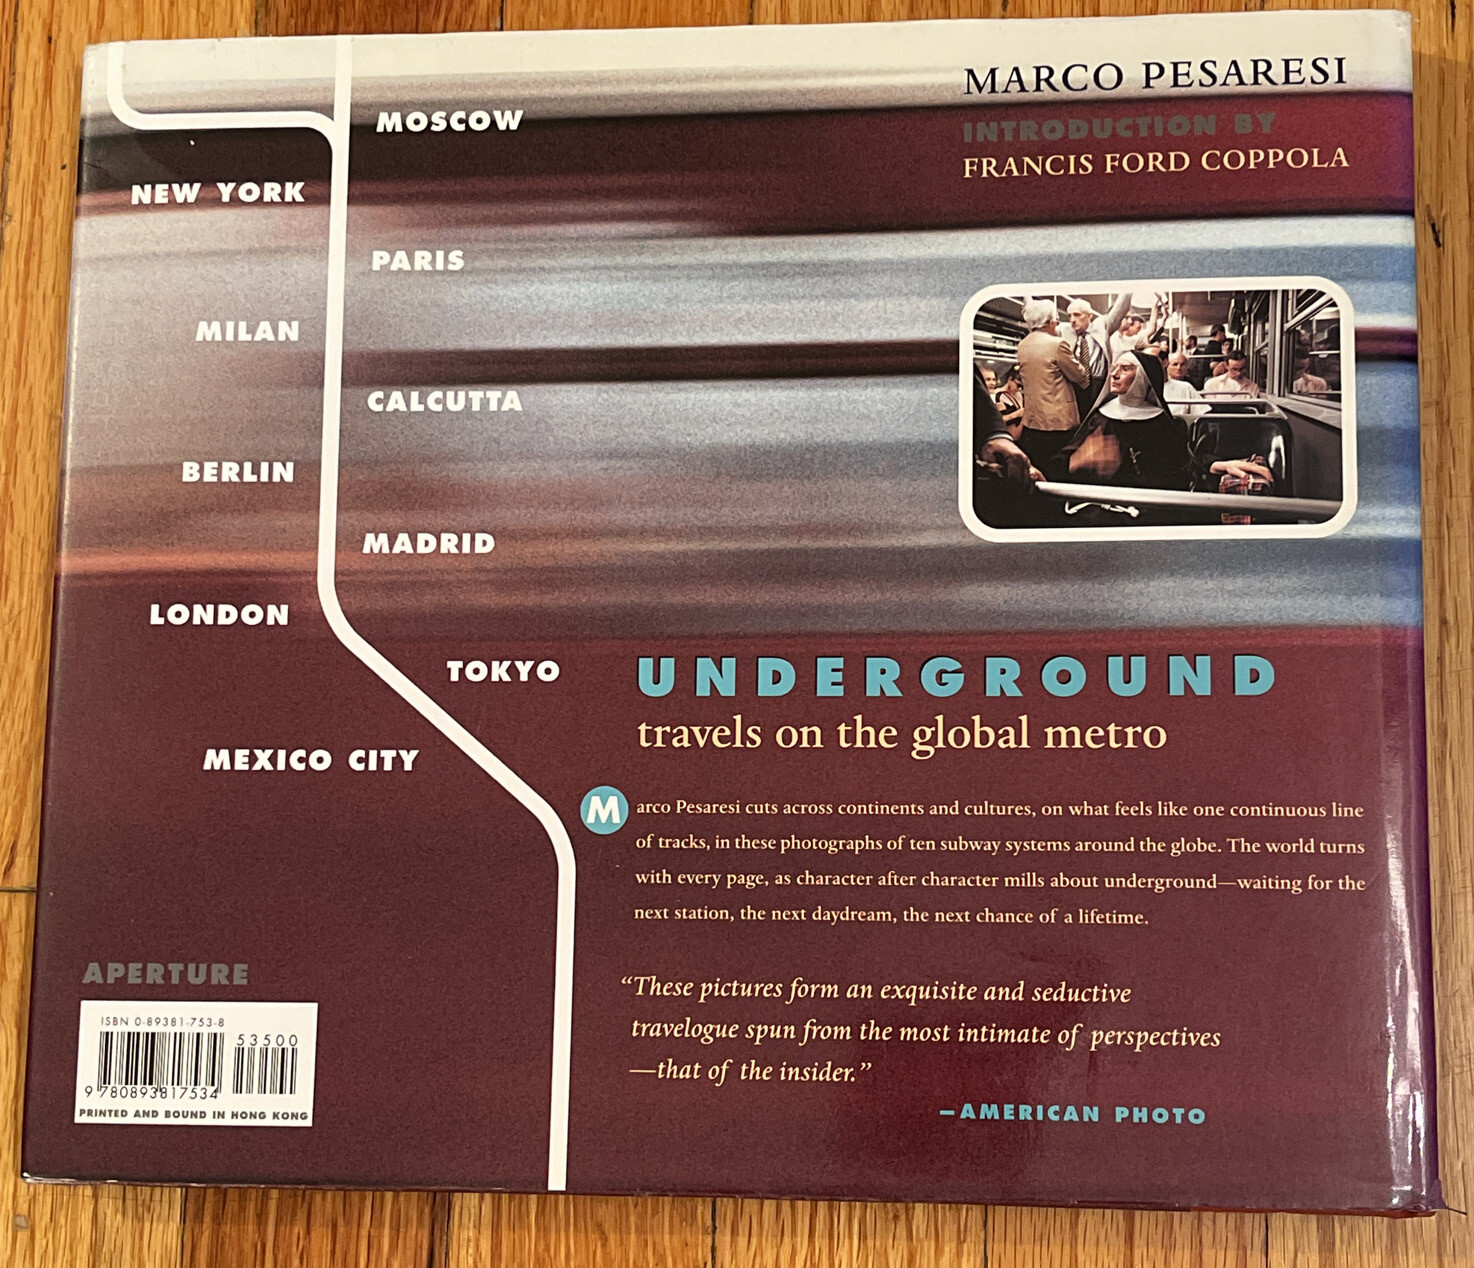 MARCO PESARESI
INTRODUCTION BY
FRANCIS FORD COPPOLA
MOSCOW
NEW YORK
PARIS
MILAN
CALCUTTA
BERLIN
MADRID
LONDON
TOKYO
MEXICO CITY
UNDERGROUND
travels on the global metro
Marco Pesaresi cuts across continents and cultures, on what feels like one continuous line
of tracks, in these photographs of ten subway systems around the globe. The world turns
with every page, as character after character mills about underground—waiting for the
next station, the next daydream, the next chance of a lifetime.
“These pictures form an exquisite and seductive
travelogue spun from the most intimate of perspectives
—that of the insider.”
–AMERICAN PHOTO
APERTURE
ISBN 0-89381-753-8
53500
9 780893817534
PRINTED AND BOUND IN HONG KONG